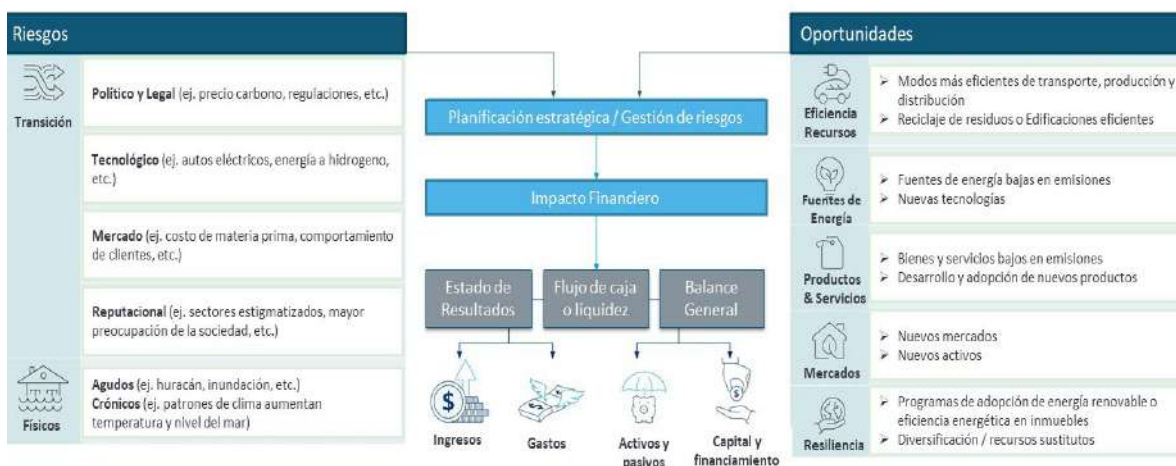 Riesgos
Transición
Político y Legal (ej. precio carbono, regulaciones, etc.)
Tecnológico (ej. autos eléctricos, energía a hidrogeno,
etc.)
Mercado (ej. costo de materia prima, comportamiento
de clientes, etc.)
Reputacional (ej. sectores estigmatizados, mayor
preocupación de la sociedad, etc.)
Físicos
Agudos (ej. huracán, inundación, etc.)
Crónicos (ej. patrones de clima aumentan
temperatura y nivel del mar)
Planificación estratégica / Gestión de riesgos
Impacto Financiero
Estado de
Resultados
Flujo de caja
o liquidez
Balance
General
Ingresos
Gastos
Activos y
pasivos
Capital y
financiamiento
Oportunidades
Eficiencia
Recursos
➢ Modos más eficientes de transporte, producción y
distribución
➢ Reciclaje de residuos o Edificaciones eficientes
Fuentes de
Energía
➢ Fuentes de energía bajas en emisiones
➢ Nuevas tecnologías
Productos
& Servicios
➢ Bienes y servicios bajos en emisiones
➢ Desarrollo y adopción de nuevos productos
Mercados
➢ Nuevos mercados
➢ Nuevos activos
Resiliencia
➢ Programas de adopción de energía renovable o
eficiencia energética en inmuebles
➢ Diversificación / recursos sustitutos